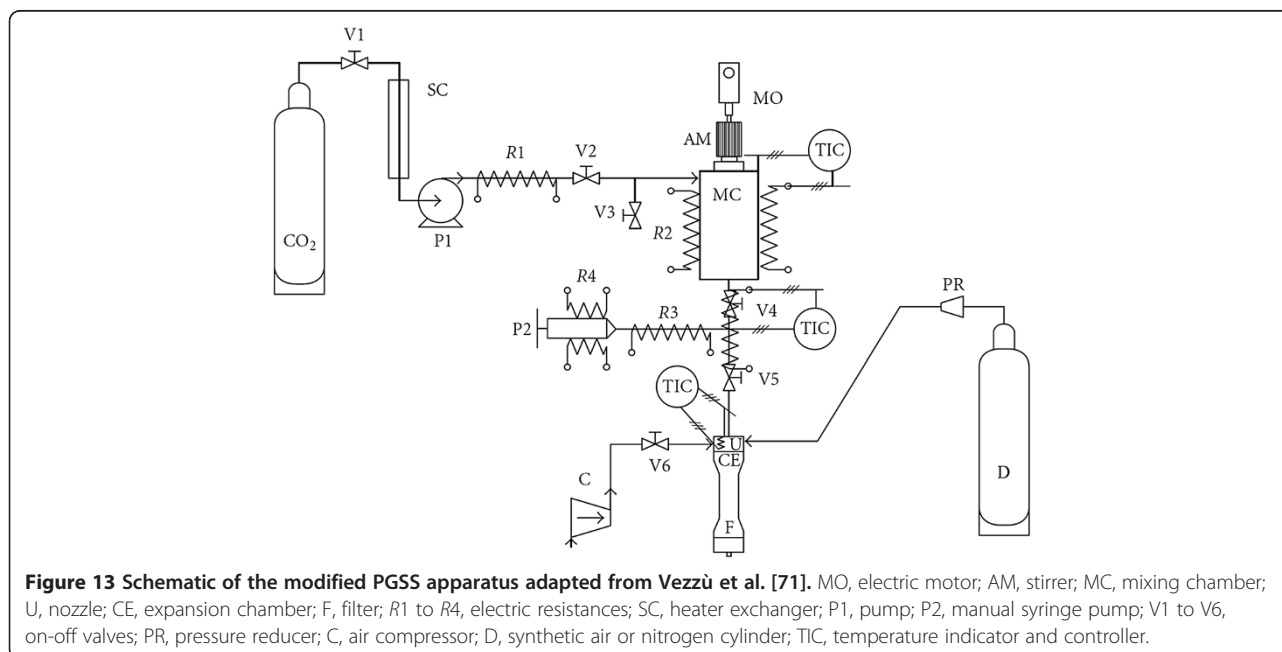 V1
SC
MO
AM
TIC
R1
V2
MC
V3
R2
CO2
P1
PR
R4
R3
V4
P2
TIC
TIC
V5
U
V6
CE
C
D
F
Figure 13 Schematic of the modified PGSS apparatus adapted from Vezzù et al. [71]. MO, electric motor; AM, stirrer; MC, mixing chamber;
U, nozzle; CE, expansion chamber; F, filter; R1 to R4, electric resistances; SC, heater exchanger; P1, pump; P2, manual syringe pump; V1 to V6,
on-off valves; PR, pressure reducer; C, air compressor; D, synthetic air or nitrogen cylinder; TIC, temperature indicator and controller.